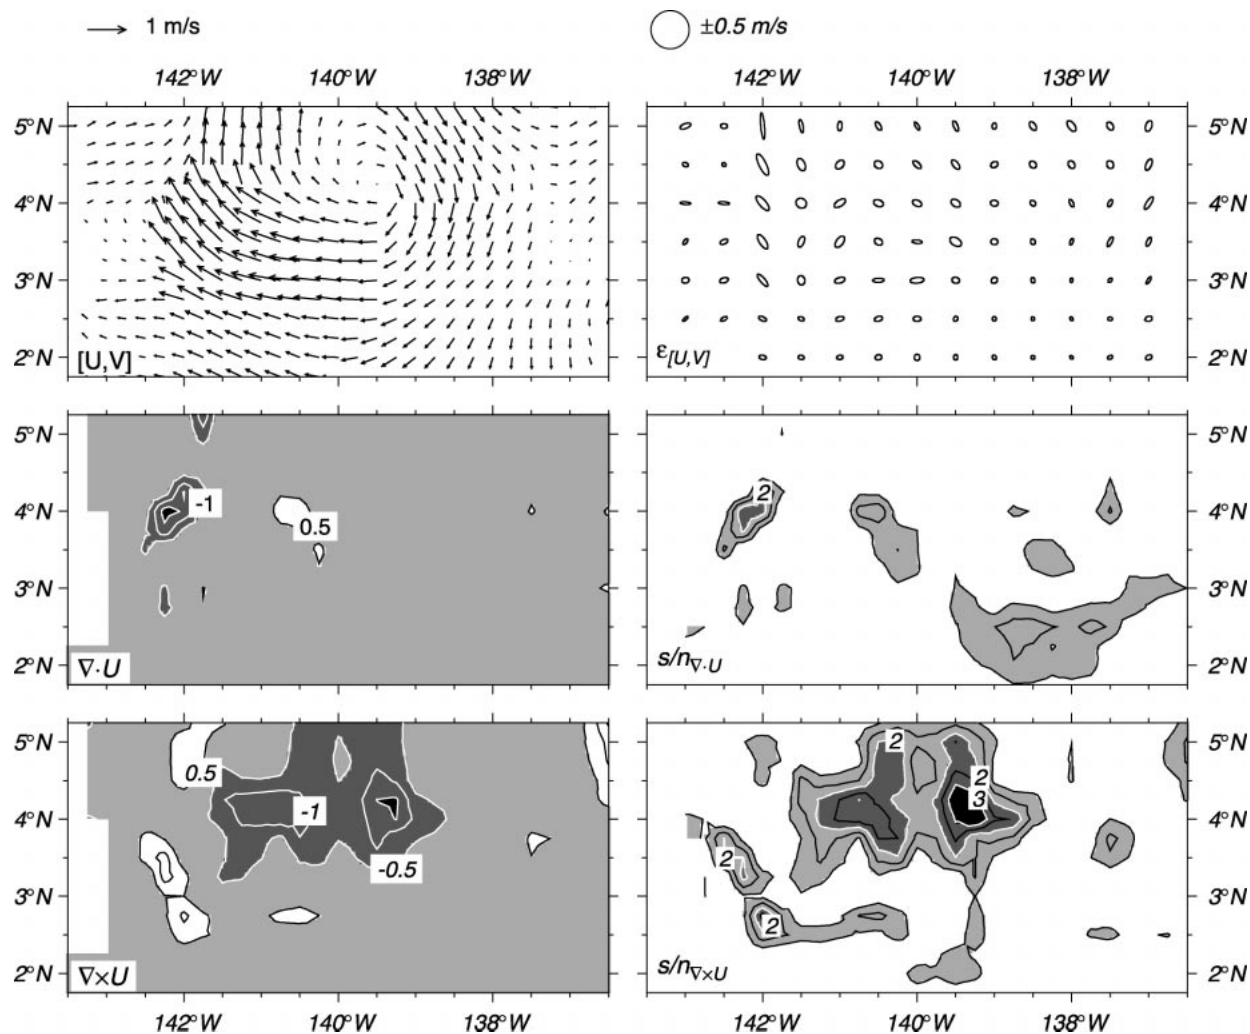 1 m/s ±0.5 m/s
142°W 140°W 138°W 142°W 140°W 138°W
5°N 5°N
4°N 4°N
3°N 3°N
2°N [U,V] ε[U,V] 2°N
5°N 5°N
-1 2
4°N 0.5 4°N
3°N 3°N
2°N ∇·U s/n∇·U 2°N
5°N 2 5°N
0.5 2
-1 3
4°N 4°N
-0.5 2
3°N 3°N
2
2°N ∇×U s/n∇×U 2°N
142°W 140°W 138°W 142°W 140°W 138°W